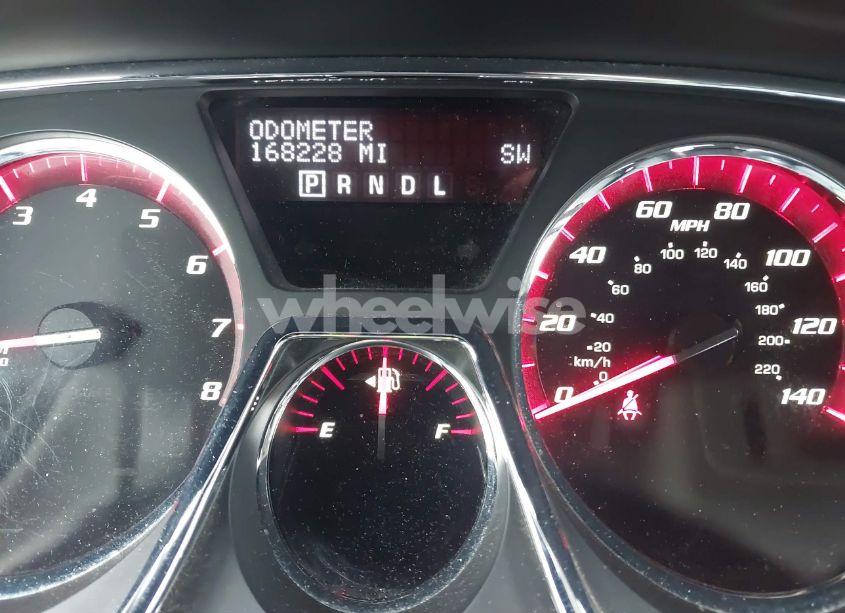 ODOMETER
168228 MI SW
P R N D L
3 4 5 6 7 8
60 80
MPH
40 100
80 100 120 140
60 160
40 180
20 120
20 200
km/h 220
0 0 140
wheelwise
E F